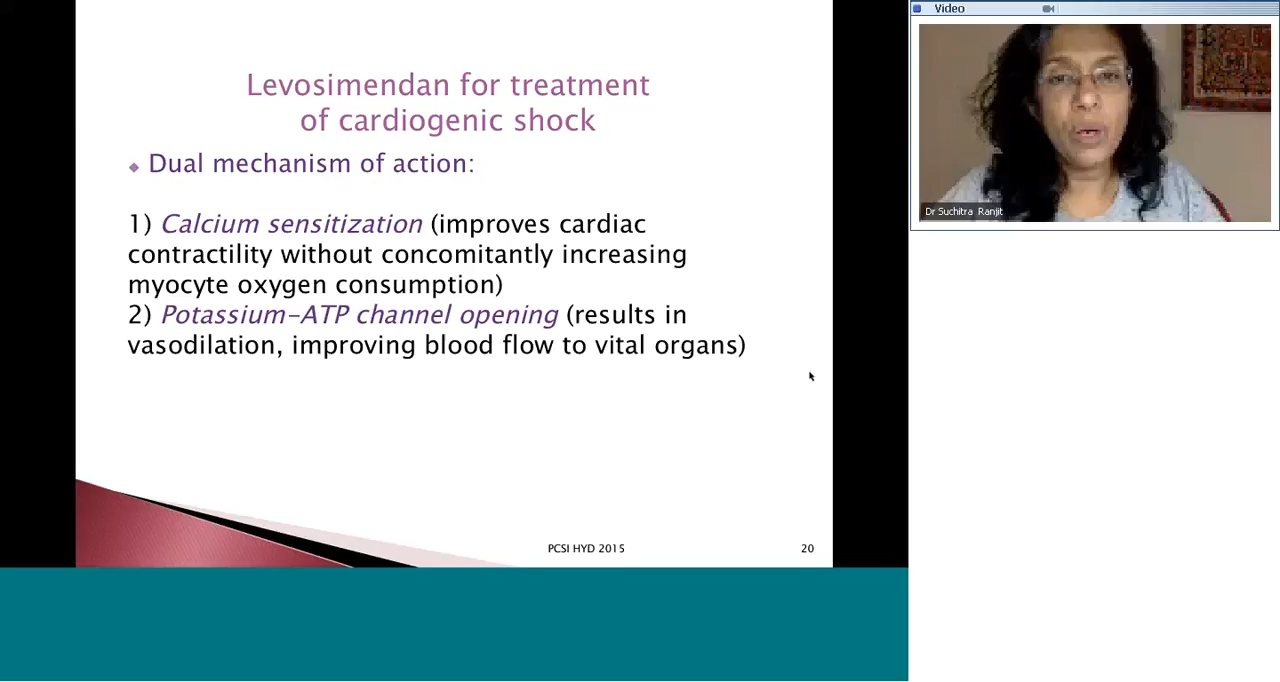 Levosimendan for treatment
of cardiogenic shock
Dual mechanism of action:
1) Calcium sensitization (improves cardiac
contractility without concomitantly increasing
myocyte oxygen consumption)
2) Potassium-ATP channel opening (results in
vasodilation, improving blood flow to vital organs)
PCSI HYD 2015
20
Video
Dr Suchitra Ranjit